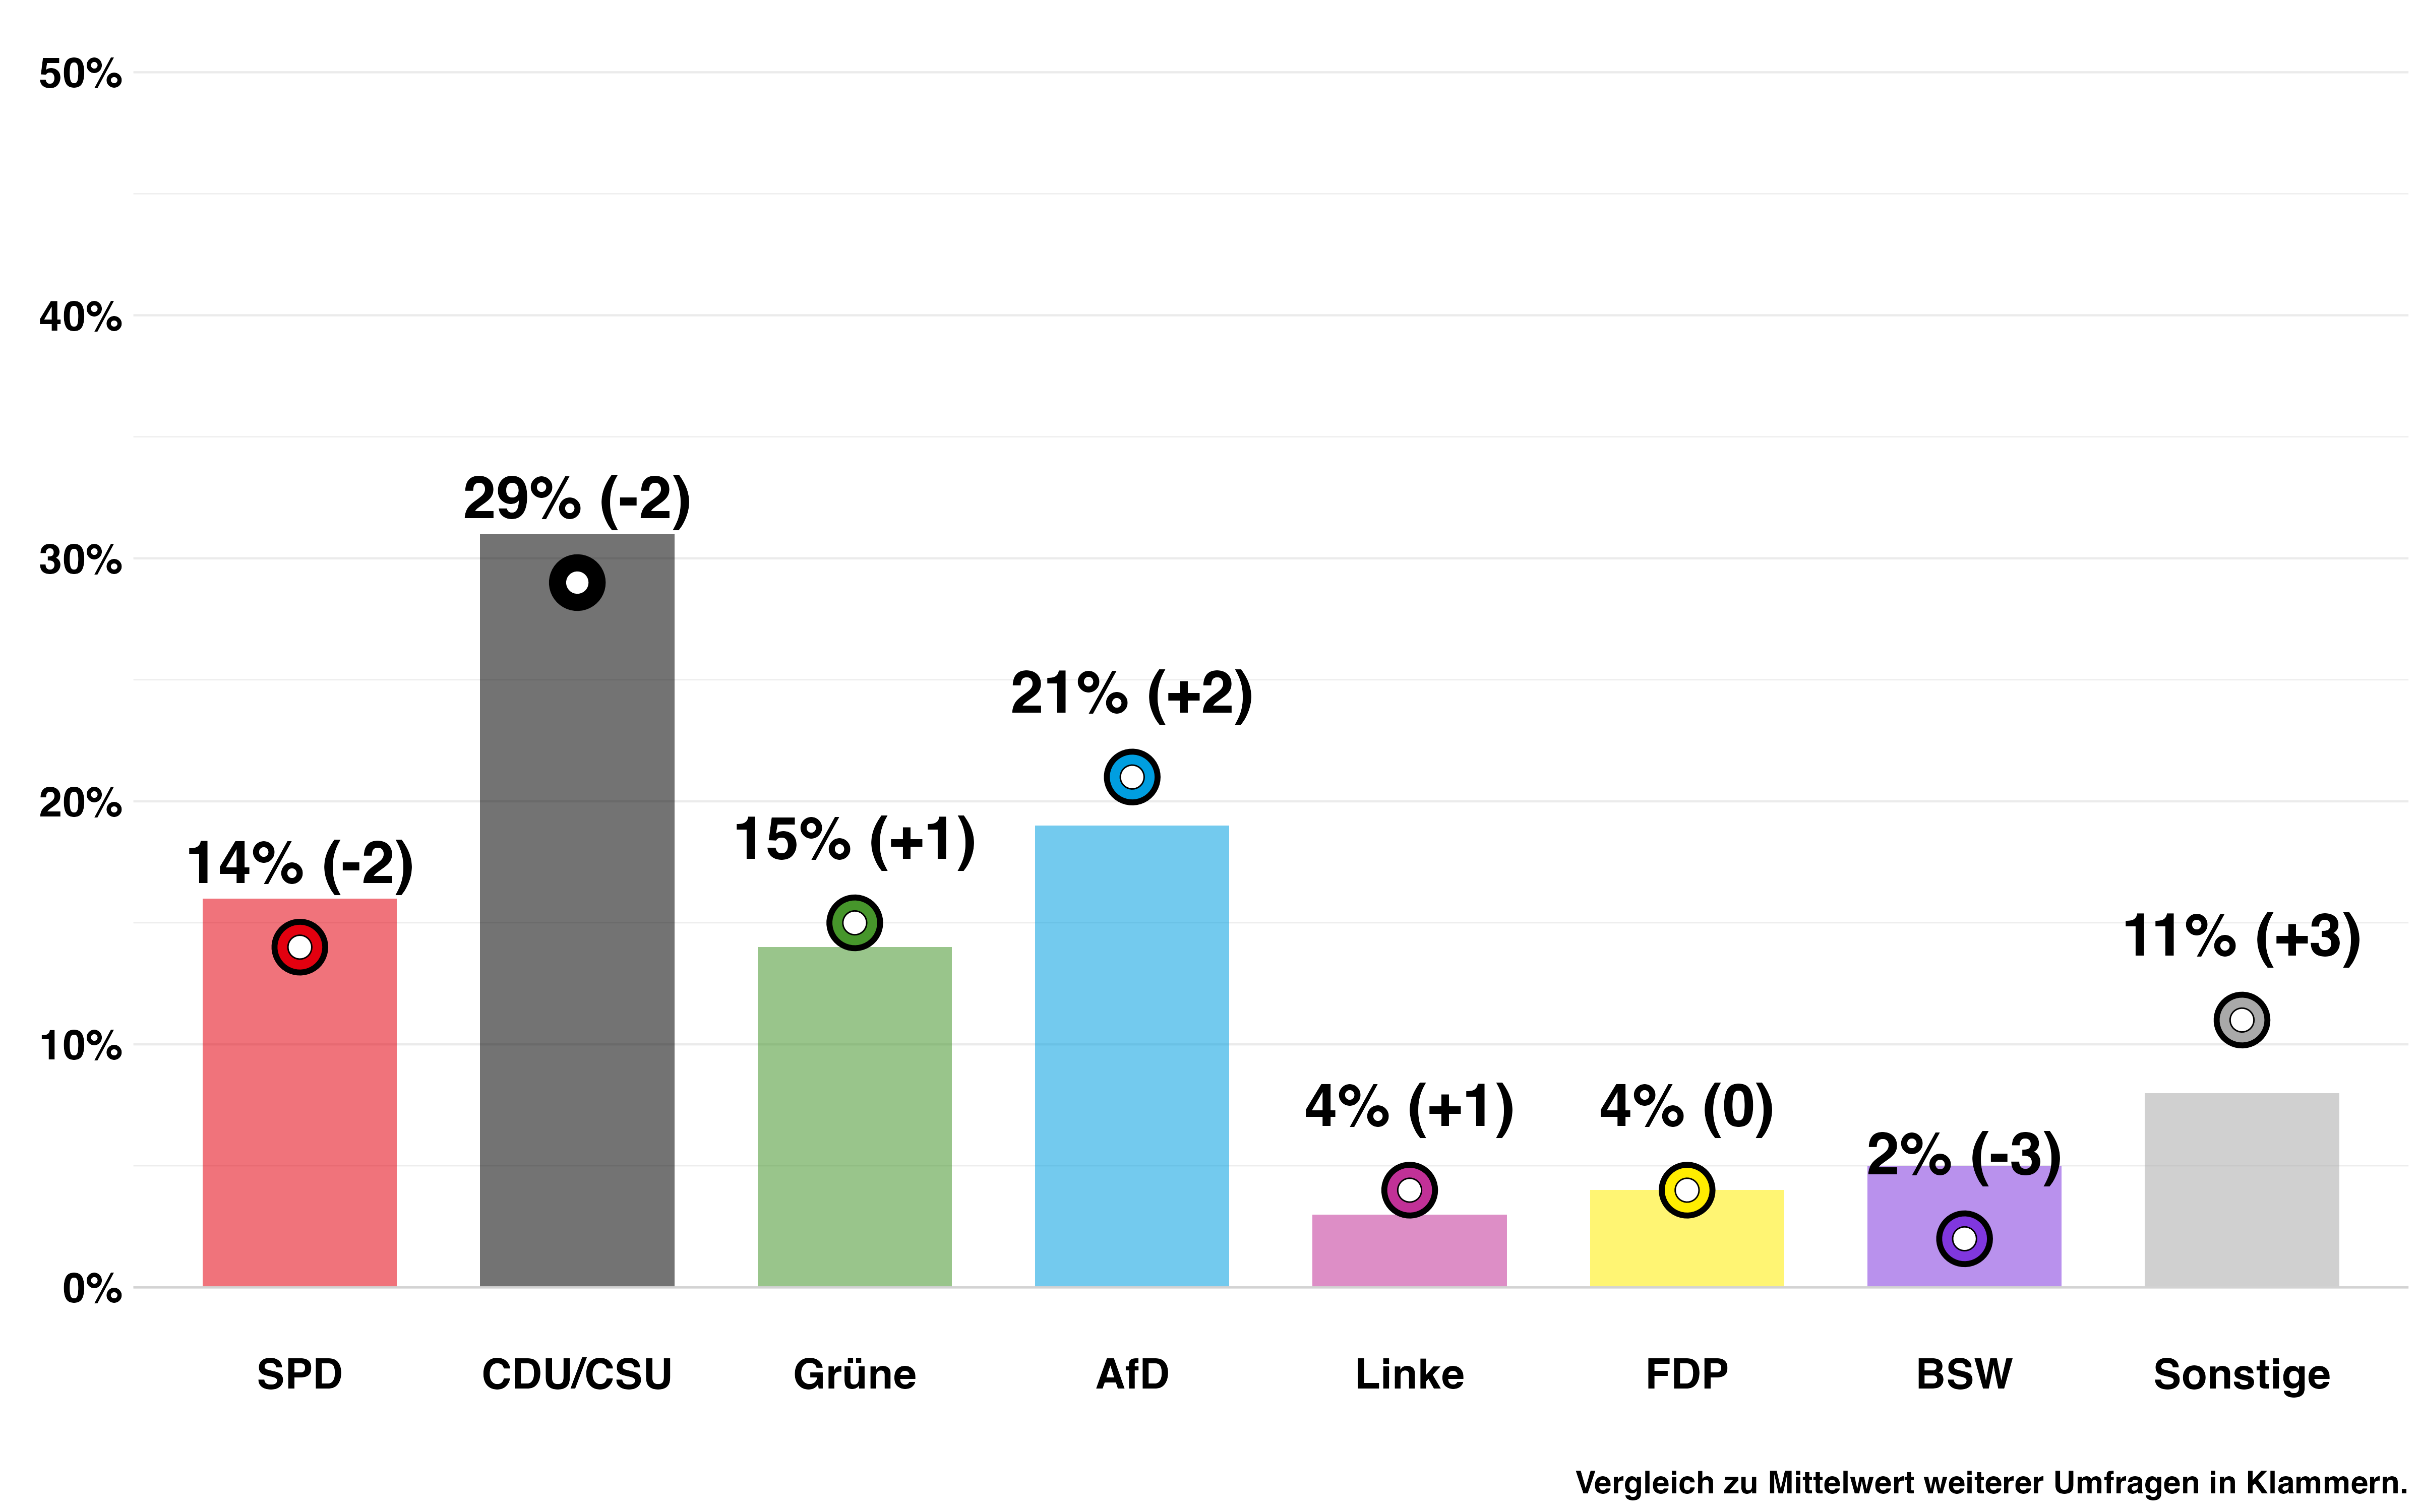 50%
40%
30%
20%
10%
0%
14% (-2)
29% (-2)
15% (+1)
21% (+2)
4% (+1)
4% (0)
2% (-3)
11% (+3)
SPD
CDU/CSU
Grüne
AfD
Linke
FDP
BSW
Sonstige
Vergleich zu Mittelwert weiterer Umfragen in Klammern.